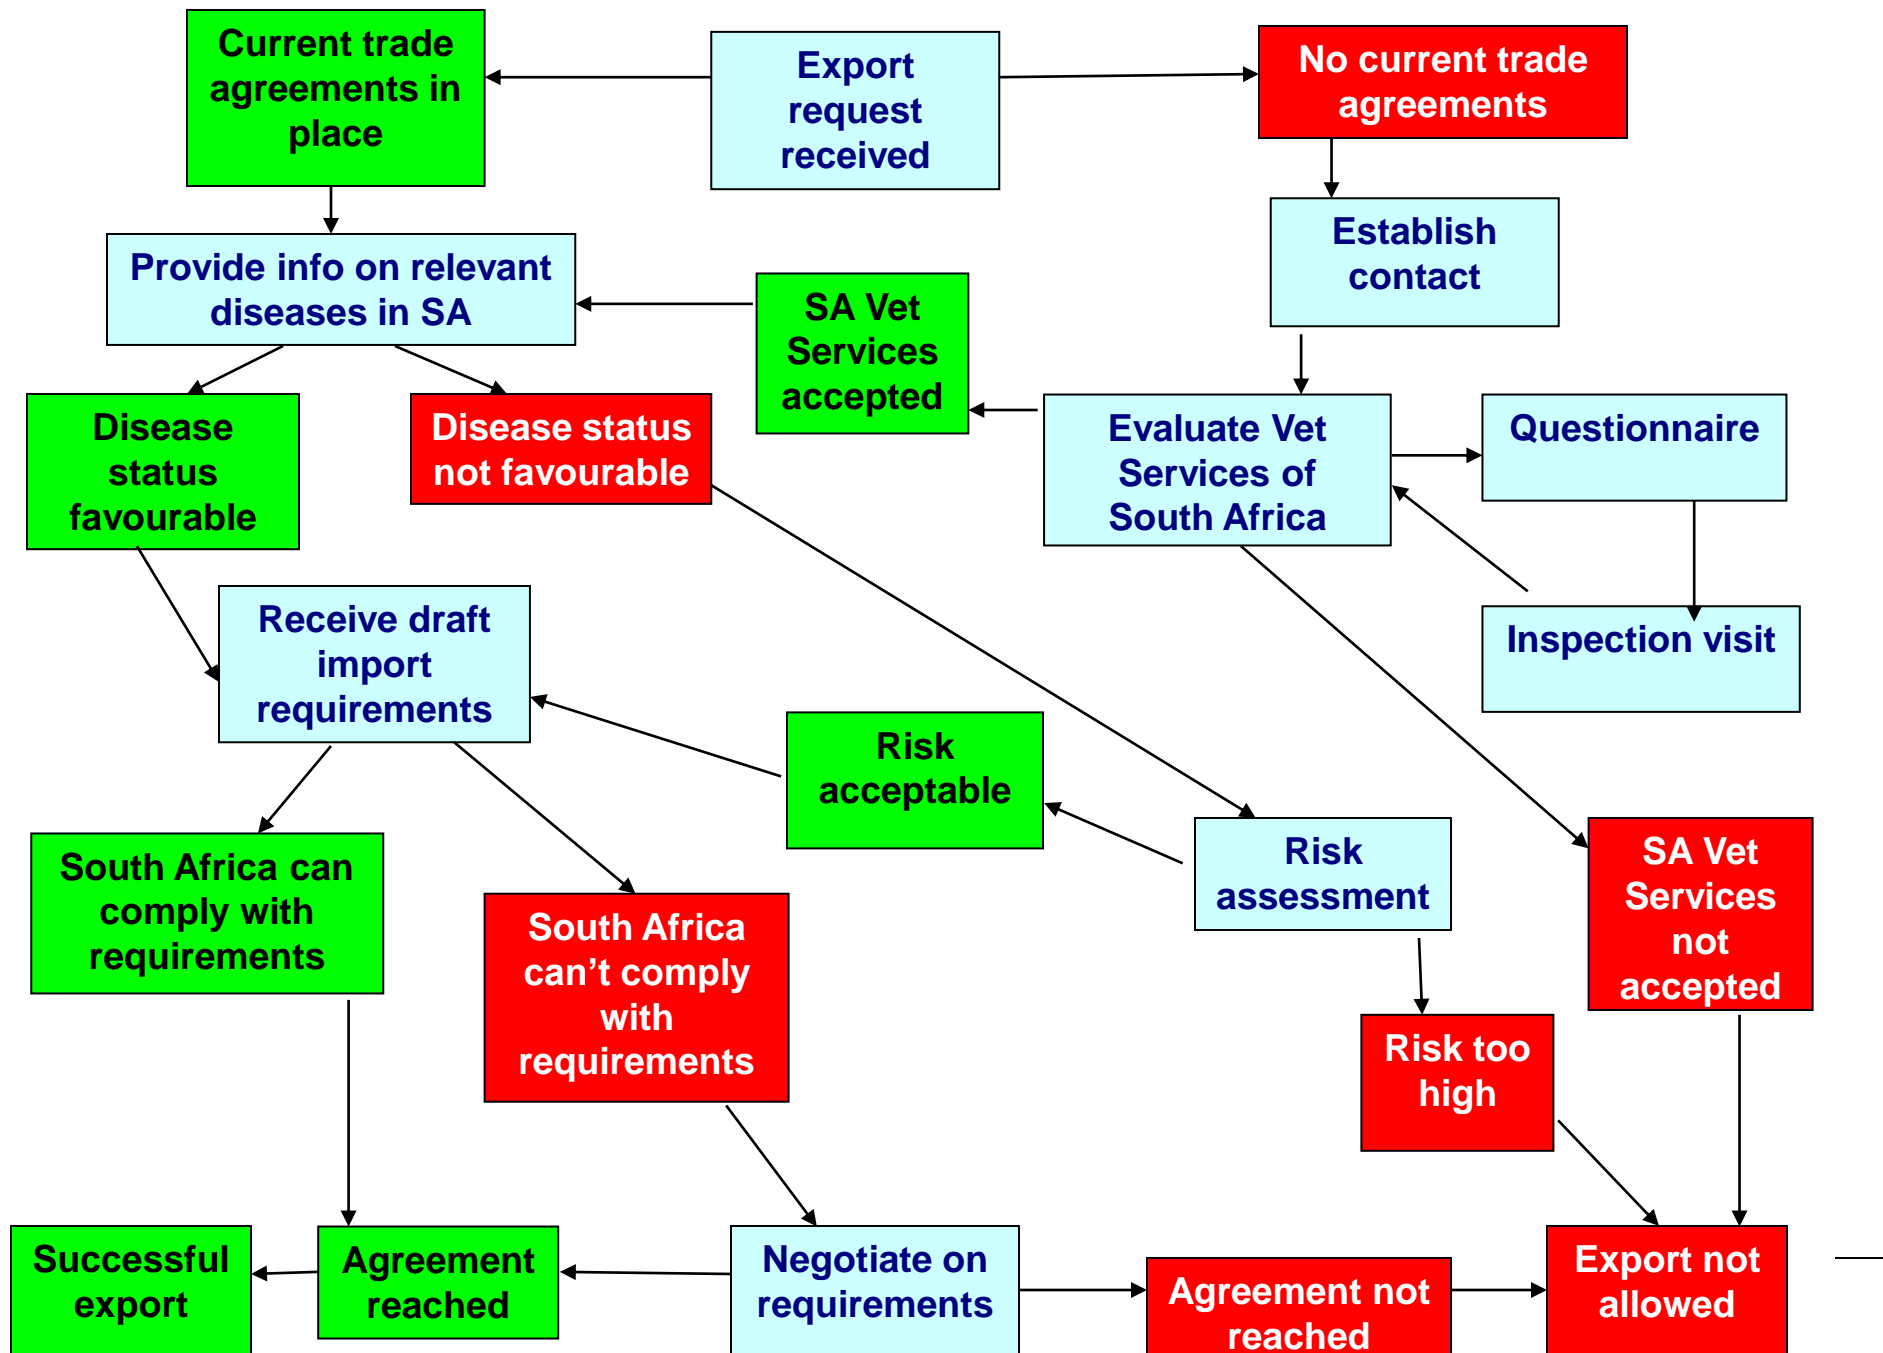 Current trade
agreements in
place
Export
request
received
No current trade
agreements
Establish
contact
Provide info on relevant
diseases in SA
SA Vet
Services
accepted
Disease
status
favourable
Disease status
not favourable
Evaluate Vet
Services of
South Africa
Questionnaire
Inspection visit
Receive draft
import
requirements
Risk
acceptable
Risk
assessment
SA Vet
Services
not
accepted
South Africa can
comply with
requirements
South Africa
can’t comply
with
requirements
Risk too
high
Successful
export
Agreement
reached
Negotiate on
requirements
Agreement not
reached
Export not
allowed